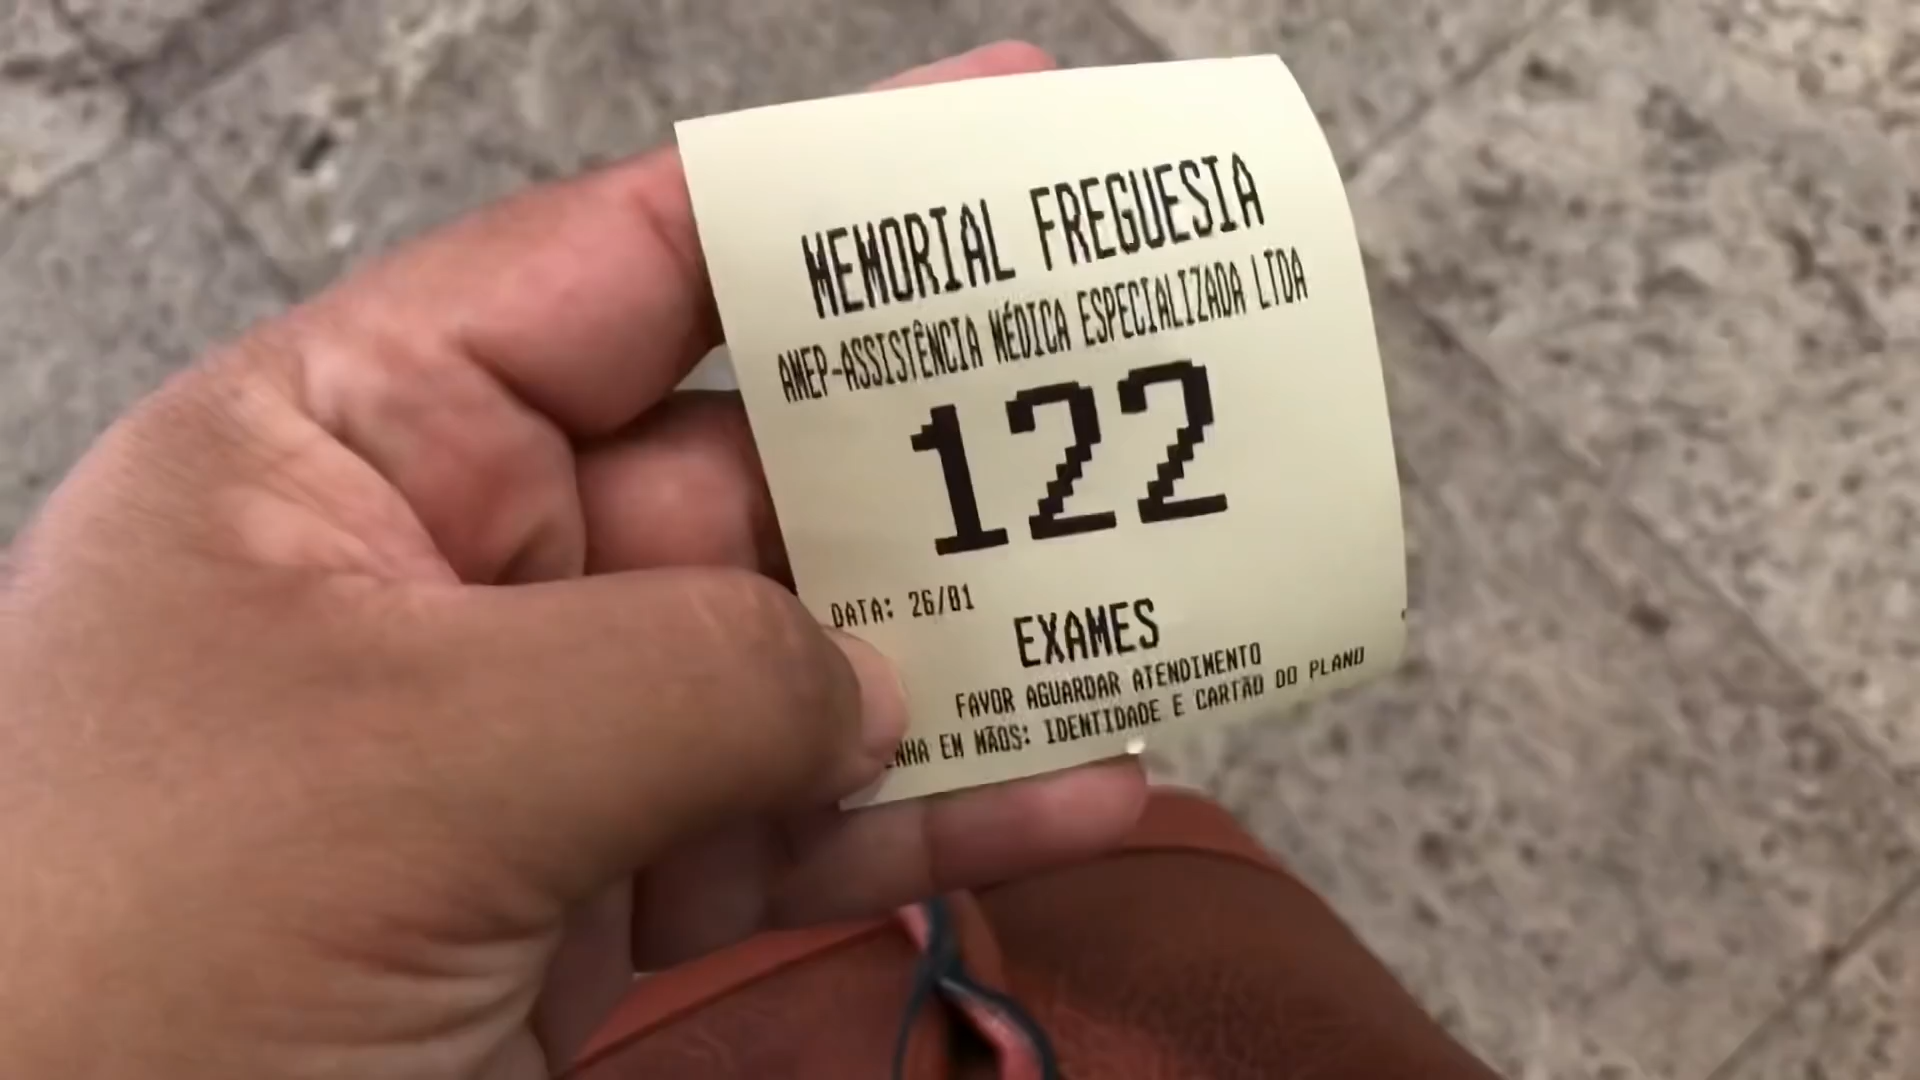 MEMORIAL FREGUESIA
AMEP-ASSISTÊNCIA MÉDICA ESPECIALIZADA LTDA
122
DATA: 26/01
EXAMES
FAVOR AGUARDAR ATENDIMENTO
EM MÃOS: IDENTIDADE E CARTÃO DO PLANO